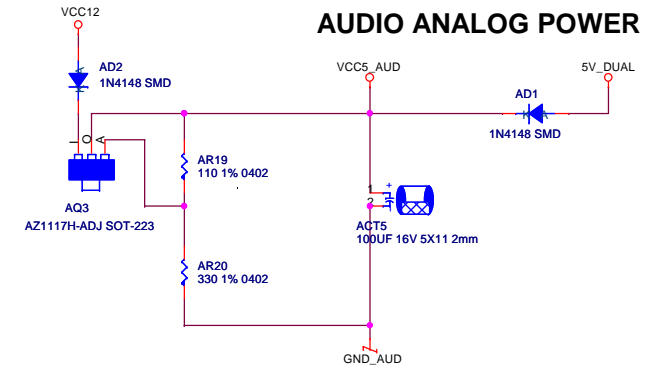 AUDIO ANALOG POWER
VCC12
AD2
1N4148 SMD
VCC5_AUD
5V_DUAL
AD1
A K
1N4148 SMD
I O A
AQ3
AZ1117H-ADJ SOT-223
AR19
110 1% 0402
1
+
2
ACT5
100UF 16V 5X11 2mm
AR20
330 1% 0402
GND_AUD